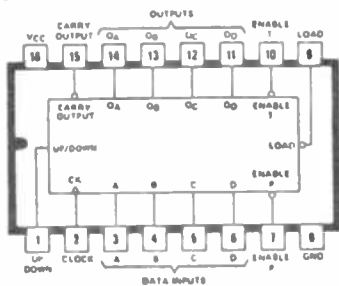 OUTPUTS
VCC CARRY OUTPUT QA QB QC QD ENABLE T LOAD
16 15 14 13 12 11 10 9
CARRY OUTPUT QA QB QC QD ENABLE T
UP/DOWN LOAD
CK A B C D ENABLE P
1 2 3 4 5 6 7 8
UP DOWN CLOCK A B C D ENABLE P GND
DATA INPUTS